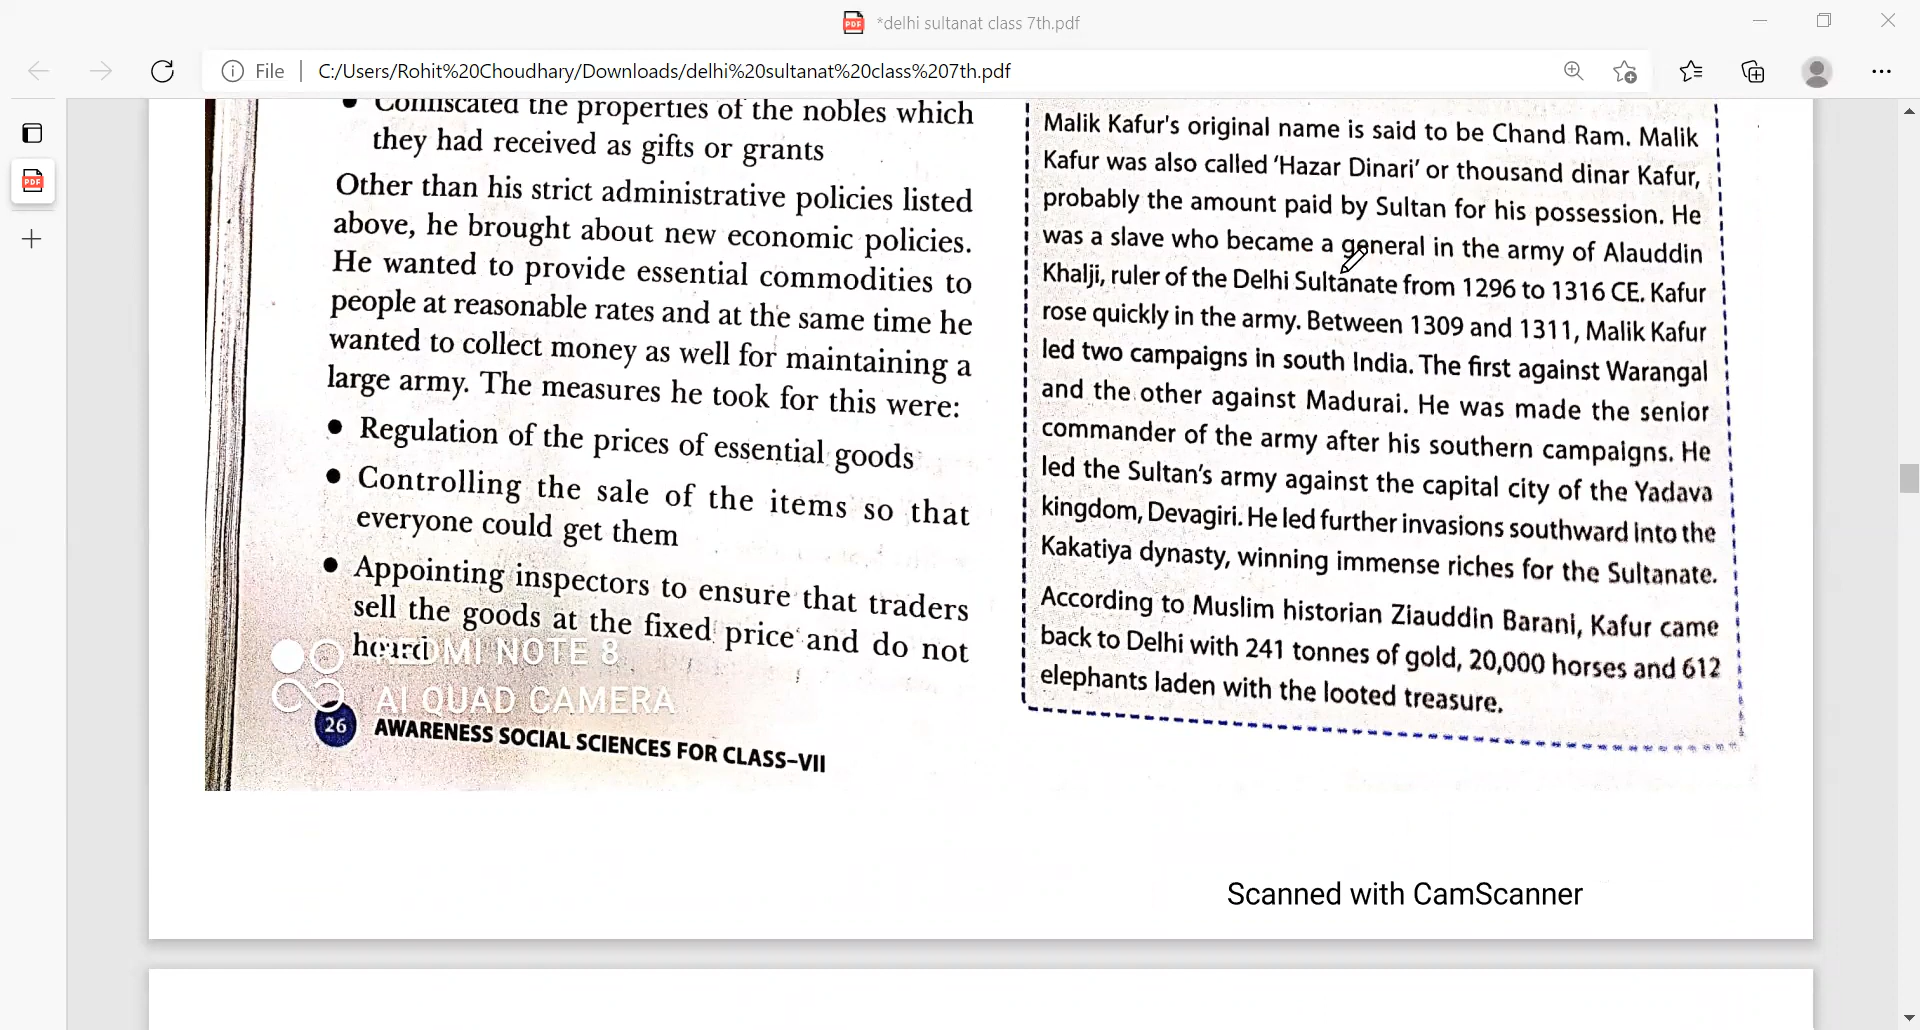 *delhi sultanat class 7th.pdf
File
C:/Users/Rohit%20Choudhary/Downloads/delhi%20sultanat%20class%207th.pdf
Confiscated the properties of the nobles which
they had received as gifts or grants
Other than his strict administrative policies listed
above, he brought about new economic policies.
He wanted to provide essential commodities to
people at reasonable rates and at the same time he
wanted to collect money as well for maintaining a
large army. The measures he took for this were:
• Regulation of the prices of essential goods
• Controlling the sale of the items so that
everyone could get them
• Appointing inspectors to ensure that traders
sell the goods at the fixed price and do not
hoard
REDMI NOTE 8
AI QUAD CAMERA
26 AWARENESS SOCIAL SCIENCES FOR CLASS–VII
Malik Kafur's original name is said to be Chand Ram. Malik
Kafur was also called 'Hazar Dinari' or thousand dinar Kafur,
probably the amount paid by Sultan for his possession. He
was a slave who became a general in the army of Alauddin
Khalji, ruler of the Delhi Sultanate from 1296 to 1316 CE. Kafur
rose quickly in the army. Between 1309 and 1311, Malik Kafur
led two campaigns in south India. The first against Warangal
and the other against Madurai. He was made the senior
commander of the army after his southern campaigns. He
led the Sultan's army against the capital city of the Yadava
kingdom, Devagiri. He led further invasions southward into the
Kakatiya dynasty, winning immense riches for the Sultanate.
According to Muslim historian Ziauddin Barani, Kafur came
back to Delhi with 241 tonnes of gold, 20,000 horses and 612
elephants laden with the looted treasure.
Scanned with CamScanner